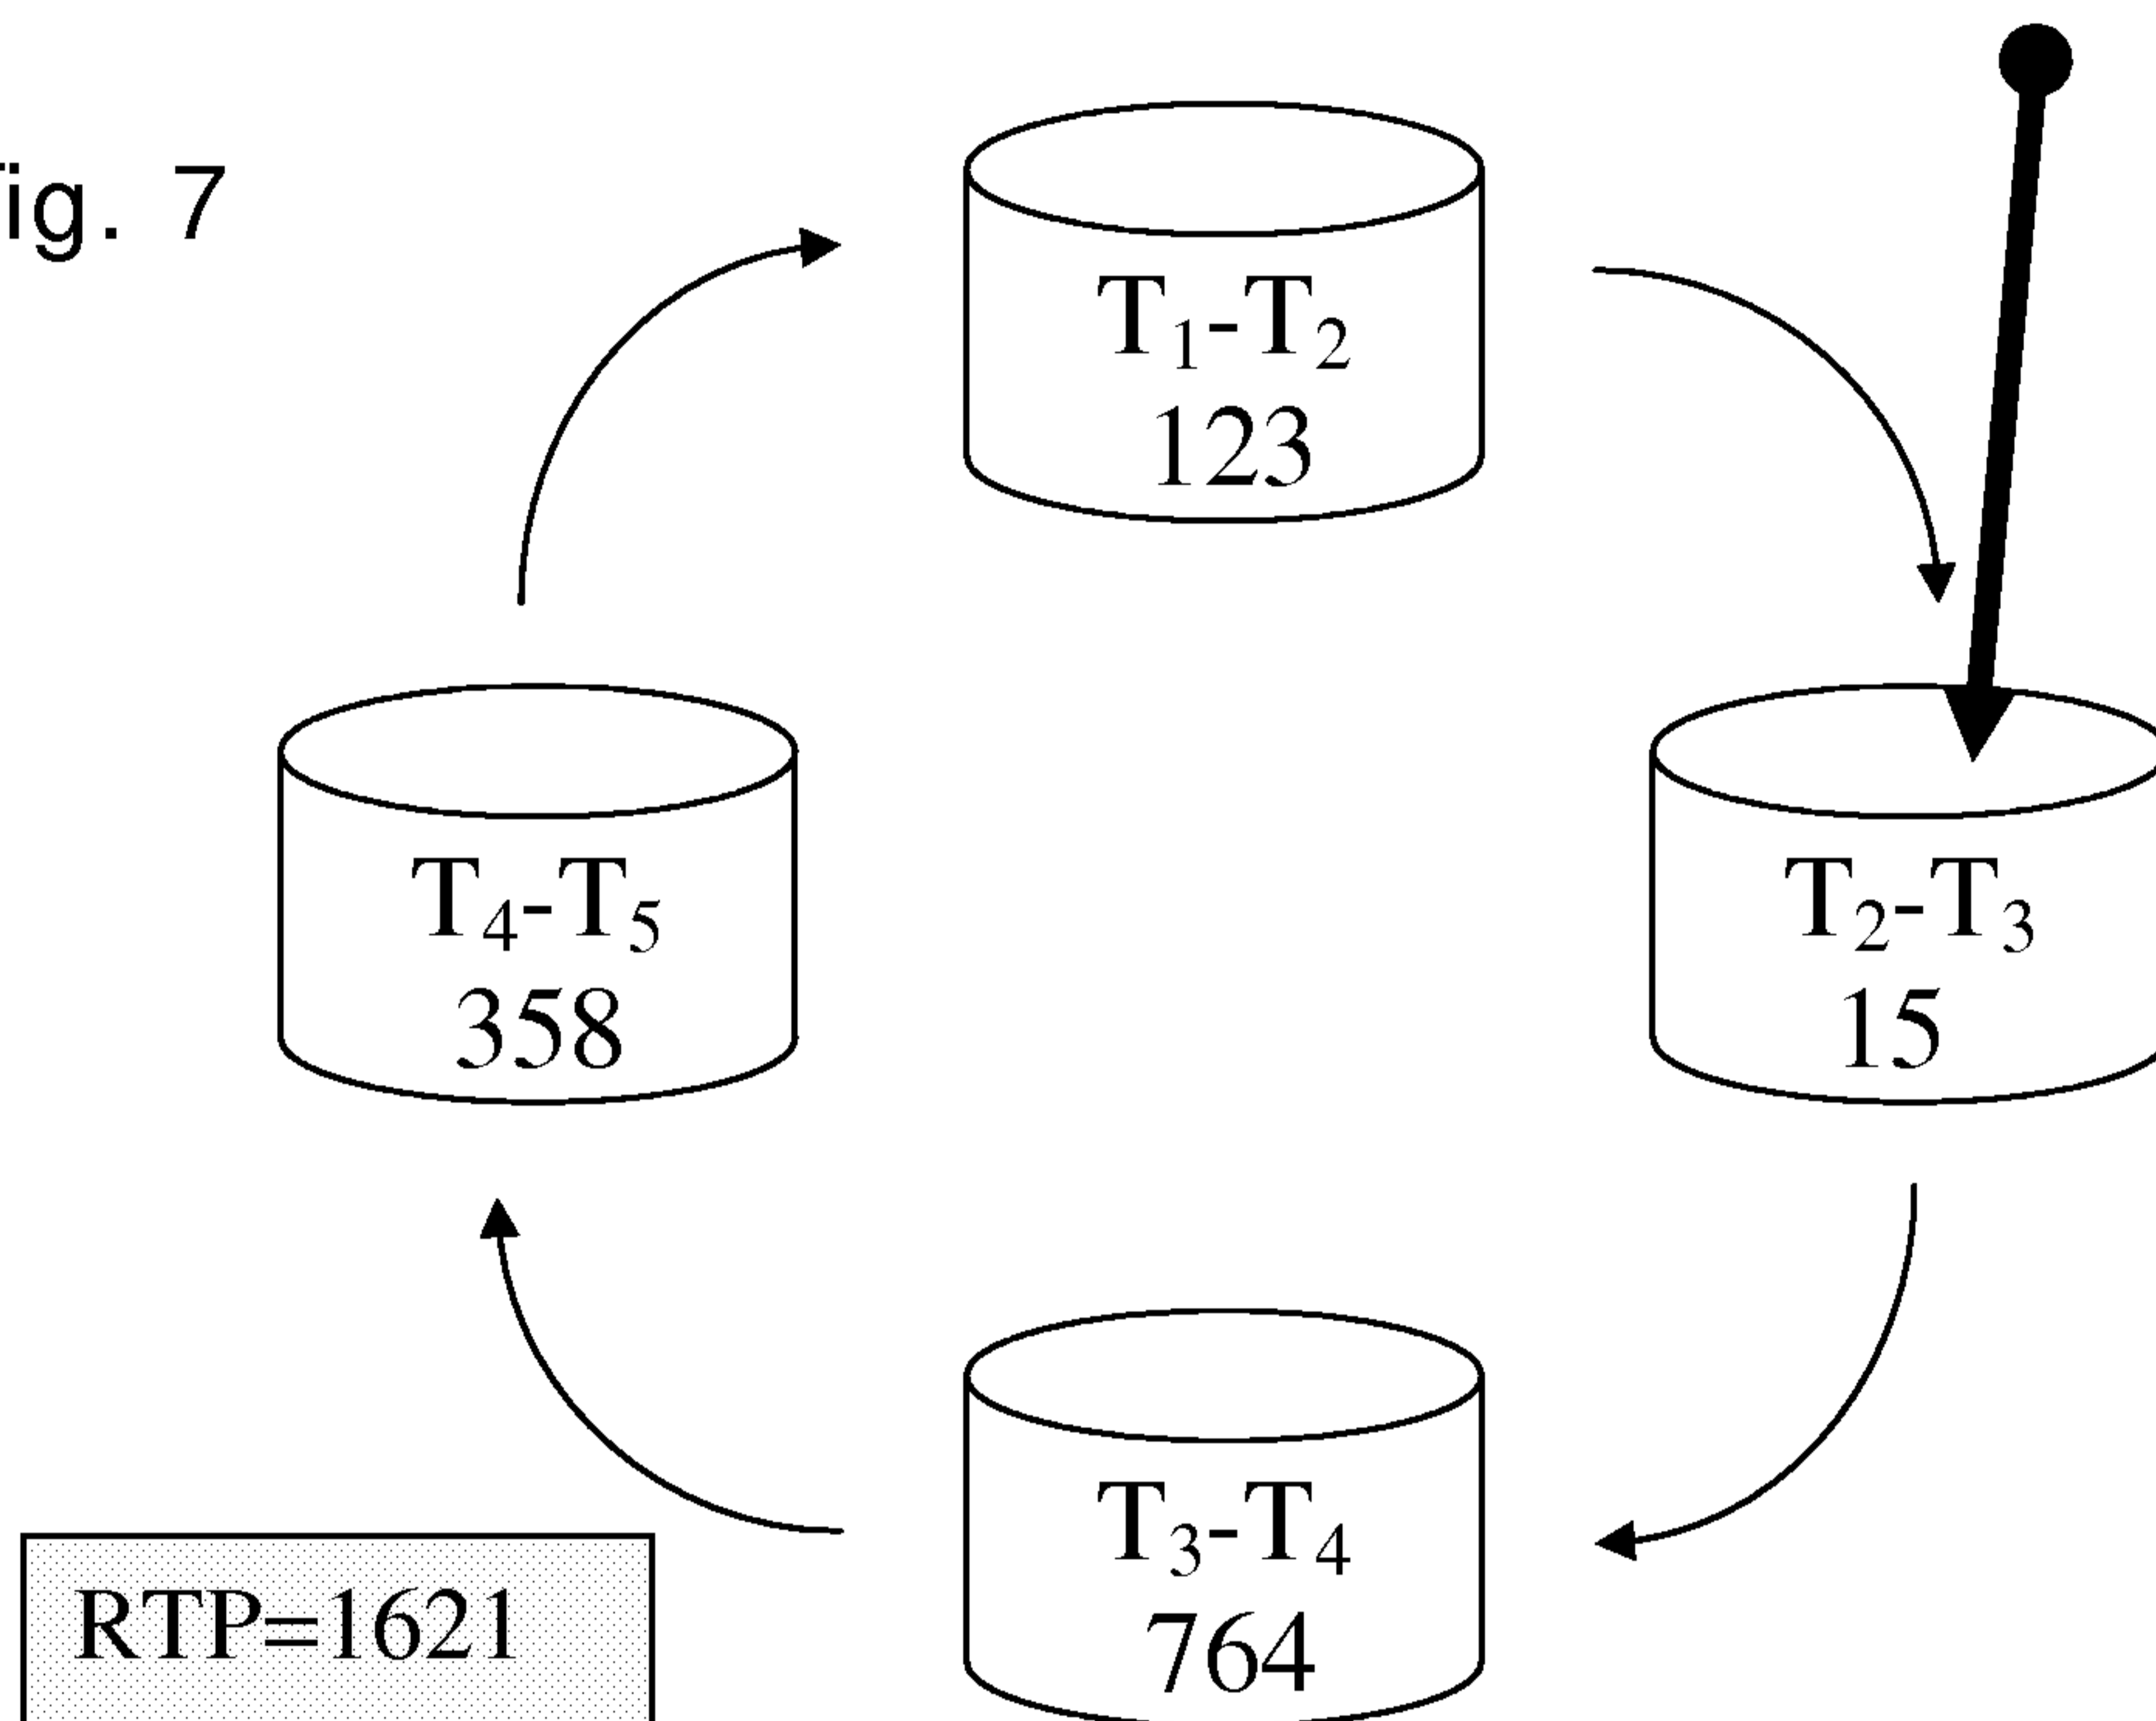 ig. 7
T₁-T₂
123
T₄-T₅
358
T₂-T₃
15
T₃-T₄
764
RTP=1621